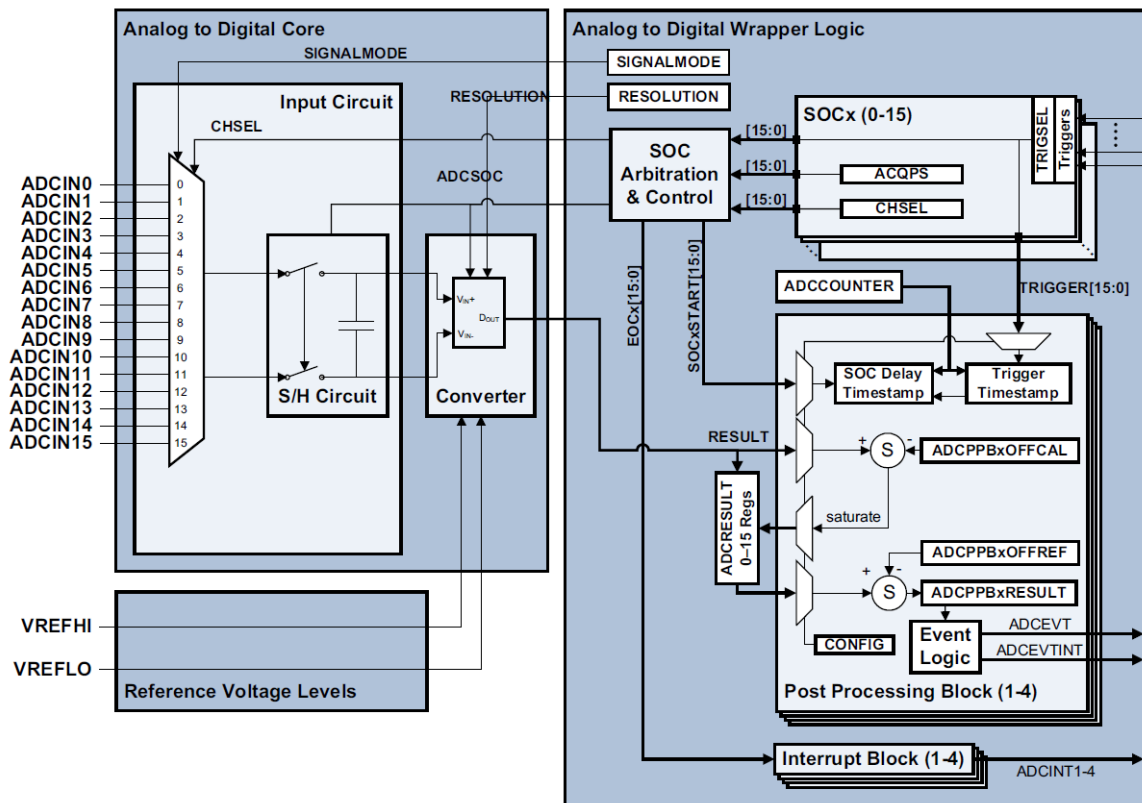 Analog to Digital Core
Analog to Digital Wrapper Logic
SIGNALMODE
SIGNALMODE
Input Circuit
RESOLUTION
RESOLUTION
SOCx (0-15)
TRIGSEL
Triggers
CHSEL
[15:0]
SOC
Arbitration
& Control
[15:0]
ACQPS
ADCSOC
[15:0]
CHSEL
ADCIN0
ADCIN1
ADCIN2
ADCIN3
ADCIN4
ADCIN5
ADCIN6
ADCIN7
ADCIN8
ADCIN9
ADCIN10
ADCIN11
ADCIN12
ADCIN13
ADCIN14
ADCIN15
0
1
2
3
4
5
6
7
8
9
10
11
12
13
14
15
VIN+
DOUT
VIN-
S/H Circuit
Converter
EOCx[15:0]
SOCxSTART[15:0]
ADCCOUNTER
TRIGGER[15:0]
SOC Delay
Timestamp
Trigger
Timestamp
RESULT
+
S
-
ADCPPBxOFFCAL
ADCRESULT
0–15 Regs
saturate
ADCPPBxOFFREF
+
-
S
ADCPPBxRESULT
CONFIG
Event
Logic
ADCEVT
ADCEVTINT
Post Processing Block (1-4)
VREFHI
VREFLO
Reference Voltage Levels
Interrupt Block (1-4)
ADCINT1-4